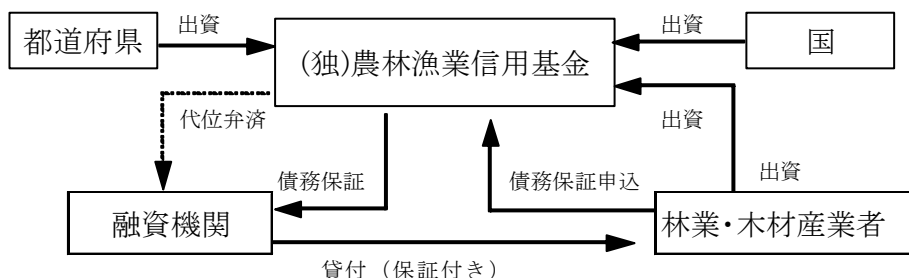 出資
出資
都道府県
(独)農林漁業信用基金
国
代位弁済
出資
債務保証
債務保証申込
出資
融資機関
林業・木材産業者
貸付（保証付き）